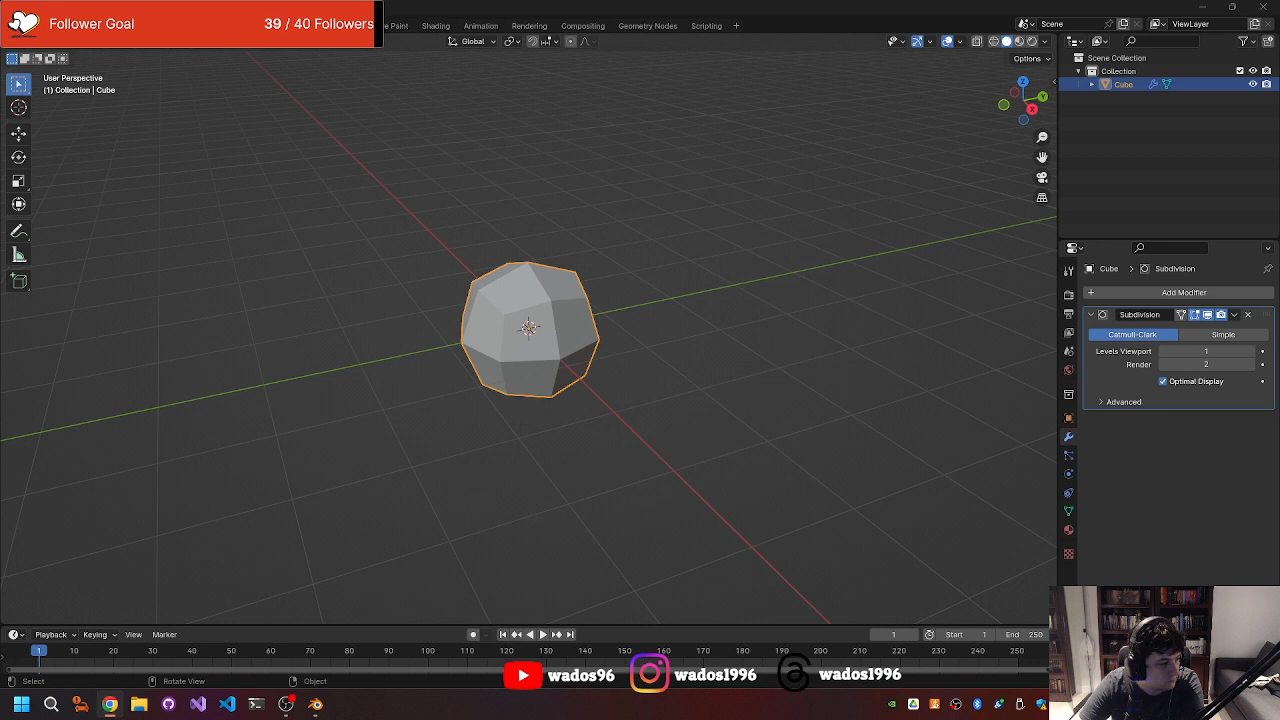 Follower Goal 39 / 40 Followers
Paint Shading Animation Rendering Compositing Geometry Nodes Scripting +
Scene ViewLayer
Global
Options
User Perspective
(1) Collection | Cube
Z
Y
X
Scene Collection
Collection
Cube
Cube > Subdivision
+ Add Modifier
Subdivision
Catmull-Clark Simple
Levels Viewport 1
Render 2
Optimal Display
Advanced
Playback Keying View Marker
1 Start 1 End 250
1 10 20 30 40 50 60 70 80 90 100 110 120 130 140 150 160 170 180 190 200 210 220 230 240 250
Select Rotate View Object
wados96 wados1996 wados1996